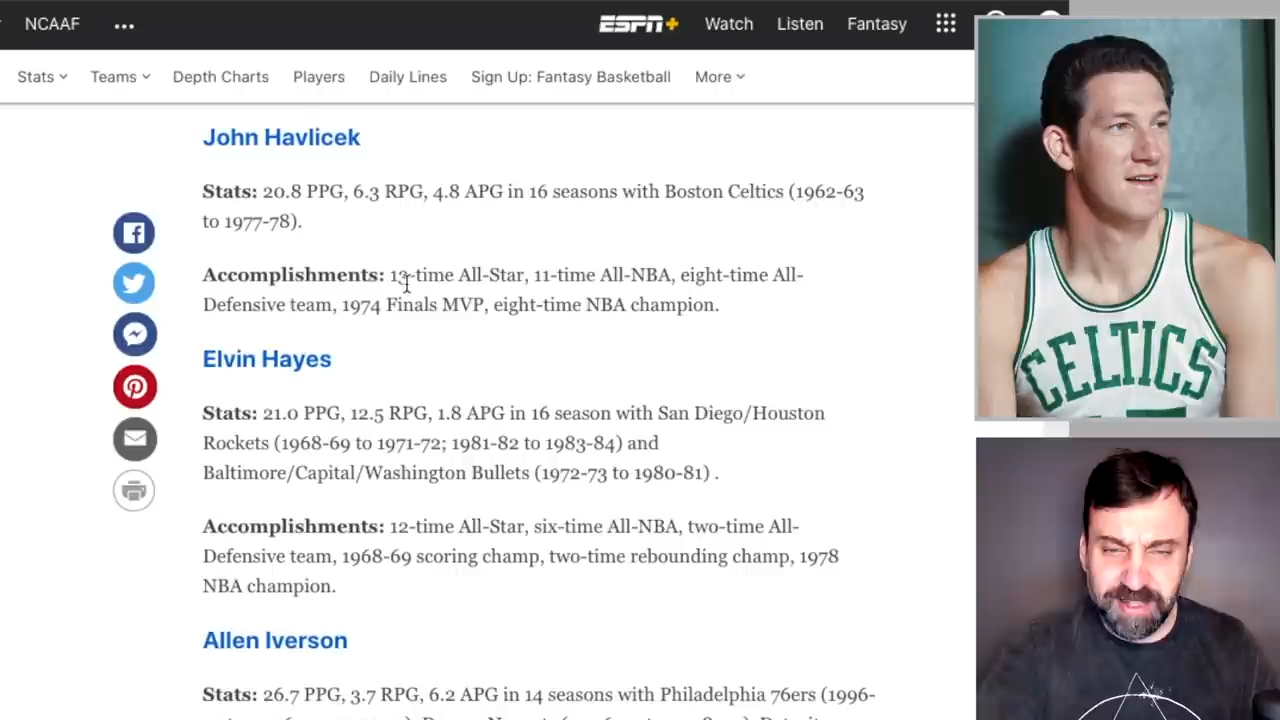 NCAAF
ESPN+ Watch Listen Fantasy
Stats Teams Depth Charts Players Daily Lines Sign Up: Fantasy Basketball More
John Havlicek
Stats: 20.8 PPG, 6.3 RPG, 4.8 APG in 16 seasons with Boston Celtics (1962-63
to 1977-78).
Accomplishments: 13-time All-Star, 11-time All-NBA, eight-time All-
Defensive team, 1974 Finals MVP, eight-time NBA champion.
Elvin Hayes
Stats: 21.0 PPG, 12.5 RPG, 1.8 APG in 16 season with San Diego/Houston
Rockets (1968-69 to 1971-72; 1981-82 to 1983-84) and
Baltimore/Capital/Washington Bullets (1972-73 to 1980-81) .
Accomplishments: 12-time All-Star, six-time All-NBA, two-time All-
Defensive team, 1968-69 scoring champ, two-time rebounding champ, 1978
NBA champion.
Allen Iverson
Stats: 26.7 PPG, 3.7 RPG, 6.2 APG in 14 seasons with Philadelphia 76ers (1996-
CELTICS